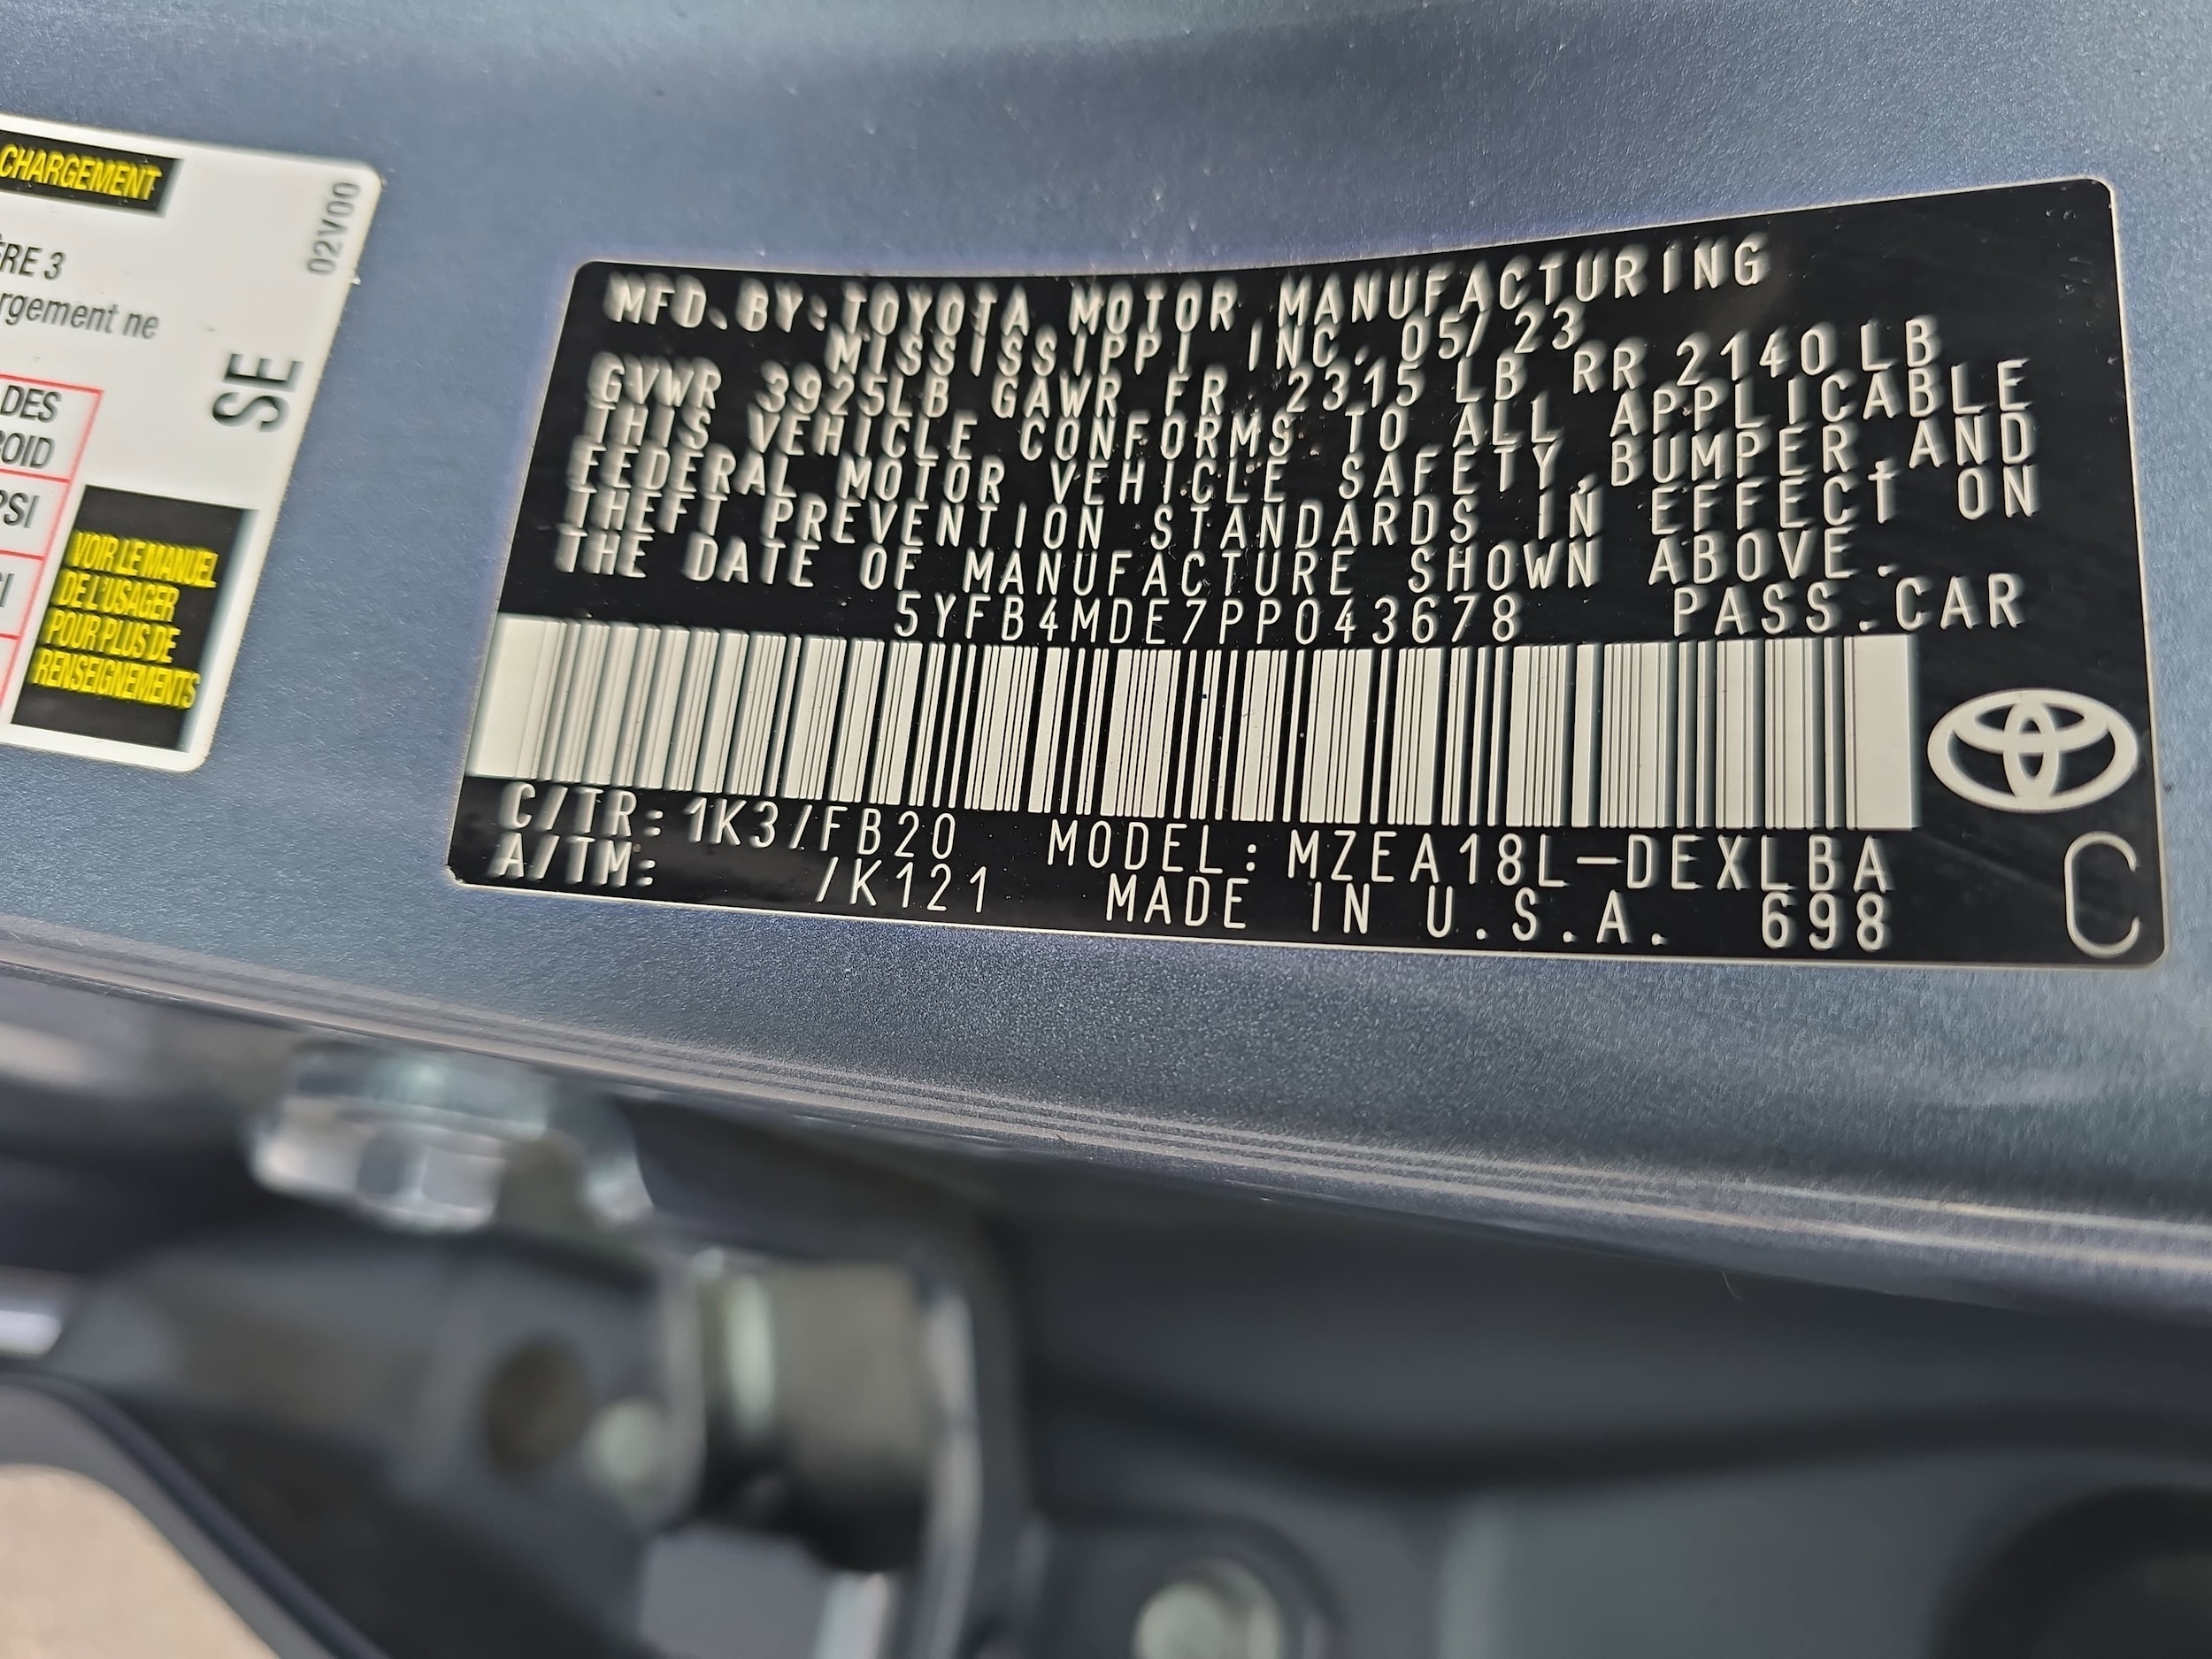 CHARGEMENT
02V00
ÈRE 3
rgement ne
SE
DES
ROID
PSI
VOIR LE MANUEL
DE L'USAGER
POUR PLUS DE
RENSEIGNEMENTS
MFD. BY: TOYOTA MOTOR MANUFACTURING
MISSISSIPPI INC. 05/23
GVWR 3925LB GAWR FR 2315 LB RR 2140 LB
THIS VEHICLE CONFORMS TO ALL APPLICABLE
FEDERAL MOTOR VEHICLE SAFETY, BUMPER, AND
THEFT PREVENTION STANDARDS IN EFFECT ON
THE DATE OF MANUFACTURE SHOWN ABOVE.
5YFB4MDE7PP043678 PASS. CAR
C/TR: 1K3/FB20 MODEL: MZEA18L-DEXLBA
A/TM: /K121 MADE IN U.S.A. 698
C